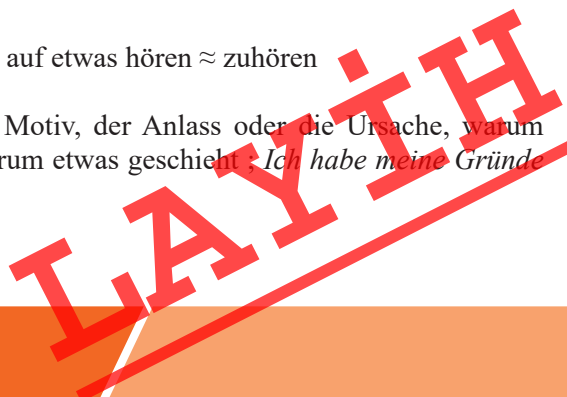 auf etwas hören ≈ zuhören
Motiv, der Anlass oder die Ursache, warum
rum etwas geschieht ; Ich habe meine Gründe
LAYİH